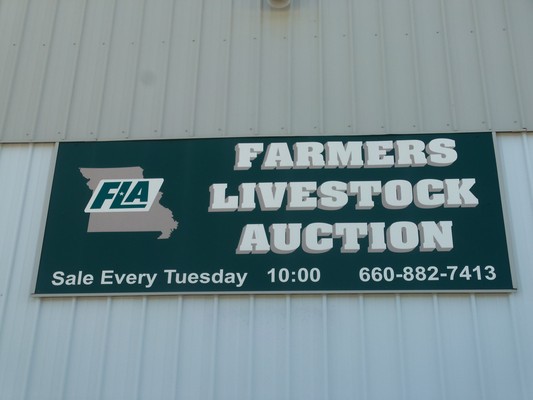 FARMERS
LIVESTOCK
AUCTION
FLA
Sale Every Tuesday 10:00 660-882-7413